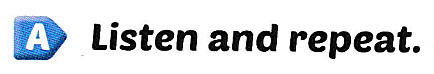 A Listen and repeat.